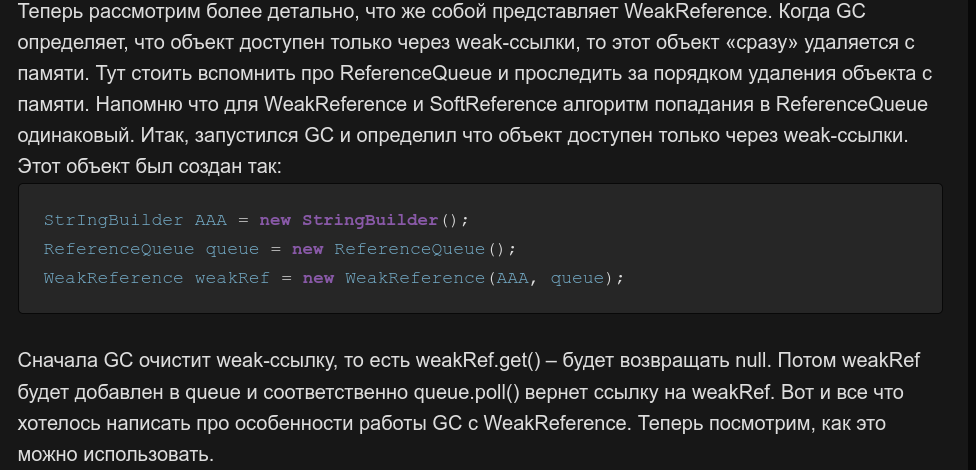 Теперь рассмотрим более детально, что же собой представляет WeakReference. Когда GC
определяет, что объект доступен только через weak-ссылки, то этот объект «сразу» удаляется с
памяти. Тут стоить вспомнить про ReferenceQueue и проследить за порядком удаления объекта с
памяти. Напомню что для WeakReference и SoftReference алгоритм попадания в ReferenceQueue
одинаковый. Итак, запустился GC и определил что объект доступен только через weak-ссылки.
Этот объект был создан так:
StrIngBuilder AAA = new StringBuilder();
ReferenceQueue queue = new ReferenceQueue();
WeakReference weakRef = new WeakReference(AAA, queue);
Сначала GC очистит weak-ссылку, то есть weakRef.get() – будет возвращать null. Потом weakRef
будет добавлен в queue и соответственно queue.poll() вернет ссылку на weakRef. Вот и все что
хотелось написать про особенности работы GC с WeakReference. Теперь посмотрим, как это
можно использовать.